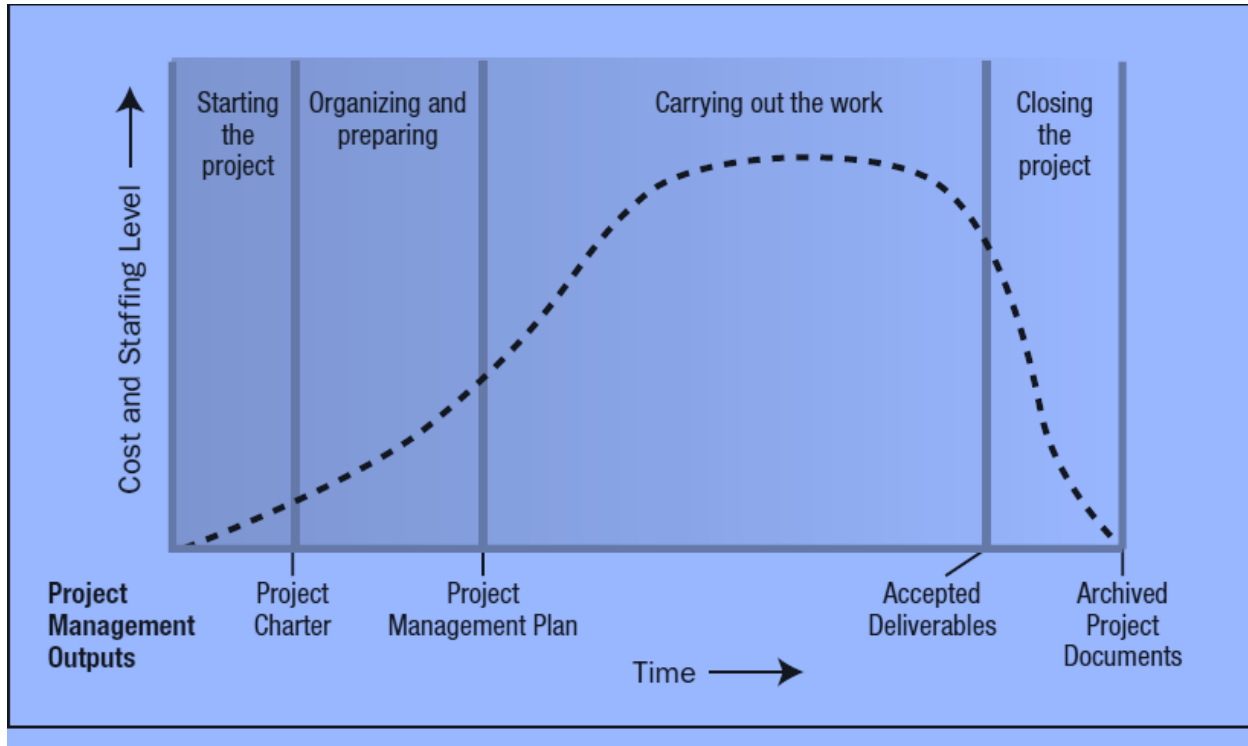 Starting
the
project
Organizing and
preparing
Carrying out the work
Closing
the
project
Cost and Staffing Level
Project
Management
Outputs
Project
Charter
Project
Management Plan
Accepted
Deliverables
Archived
Project
Documents
Time